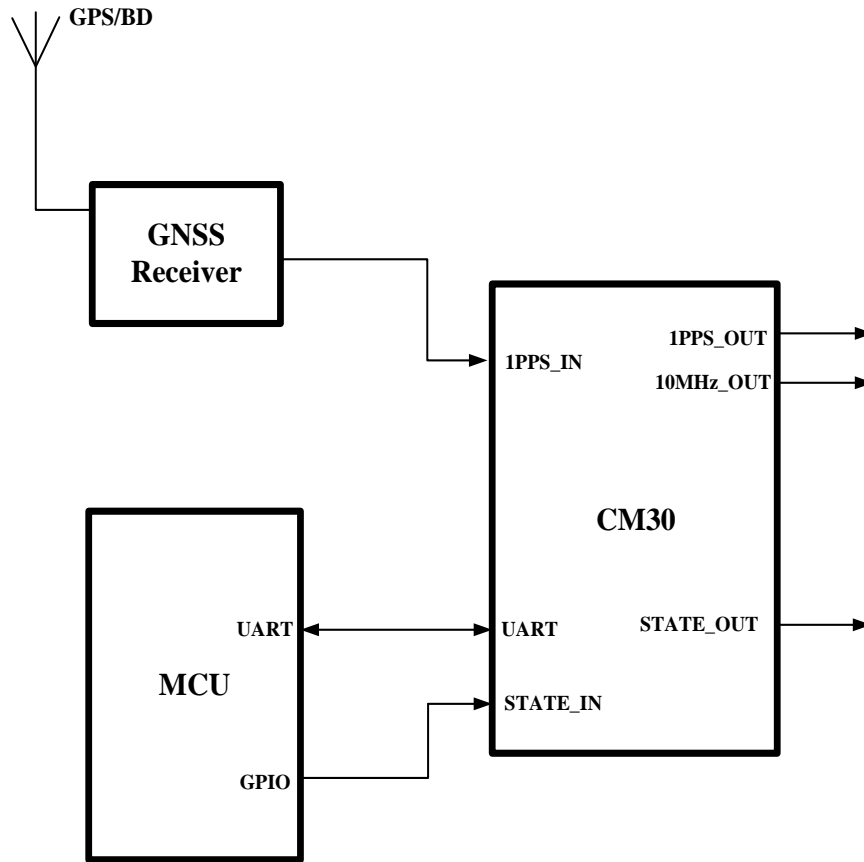 GPS/BD
GNSS
Receiver
1PPS_OUT
1PPS_IN
10MHz_OUT
CM30
UART
UART
STATE_OUT
MCU
STATE_IN
GPIO